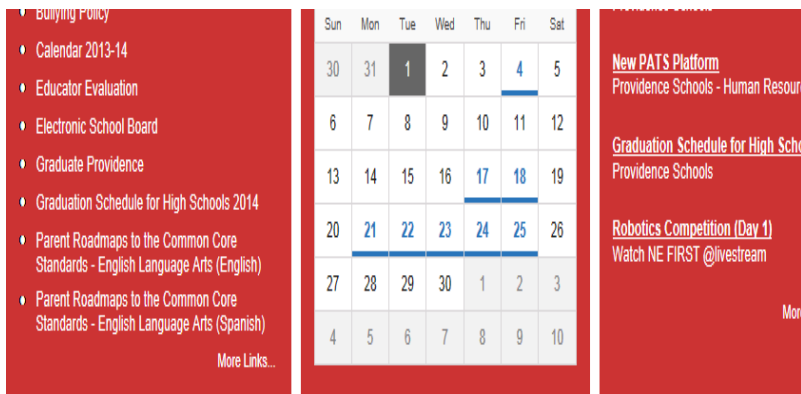 Bullying Policy
Calendar 2013-14
Educator Evaluation
Electronic School Board
Graduate Providence
Graduation Schedule for High Schools 2014
Parent Roadmaps to the Common Core
Standards - English Language Arts (English)
Parent Roadmaps to the Common Core
Standards - English Language Arts (Spanish)
More Links...
Sun Mon Tue Wed Thu Fri Sat
30 31 1 2 3 4 5
6 7 8 9 10 11 12
13 14 15 16 17 18 19
20 21 22 23 24 25 26
27 28 29 30 1 2 3
4 5 6 7 8 9 10
Providence Schools
New PATS Platform
Providence Schools - Human Resourc
Graduation Schedule for High Scho
Providence Schools
Robotics Competition (Day 1)
Watch NE FIRST @livestream
More